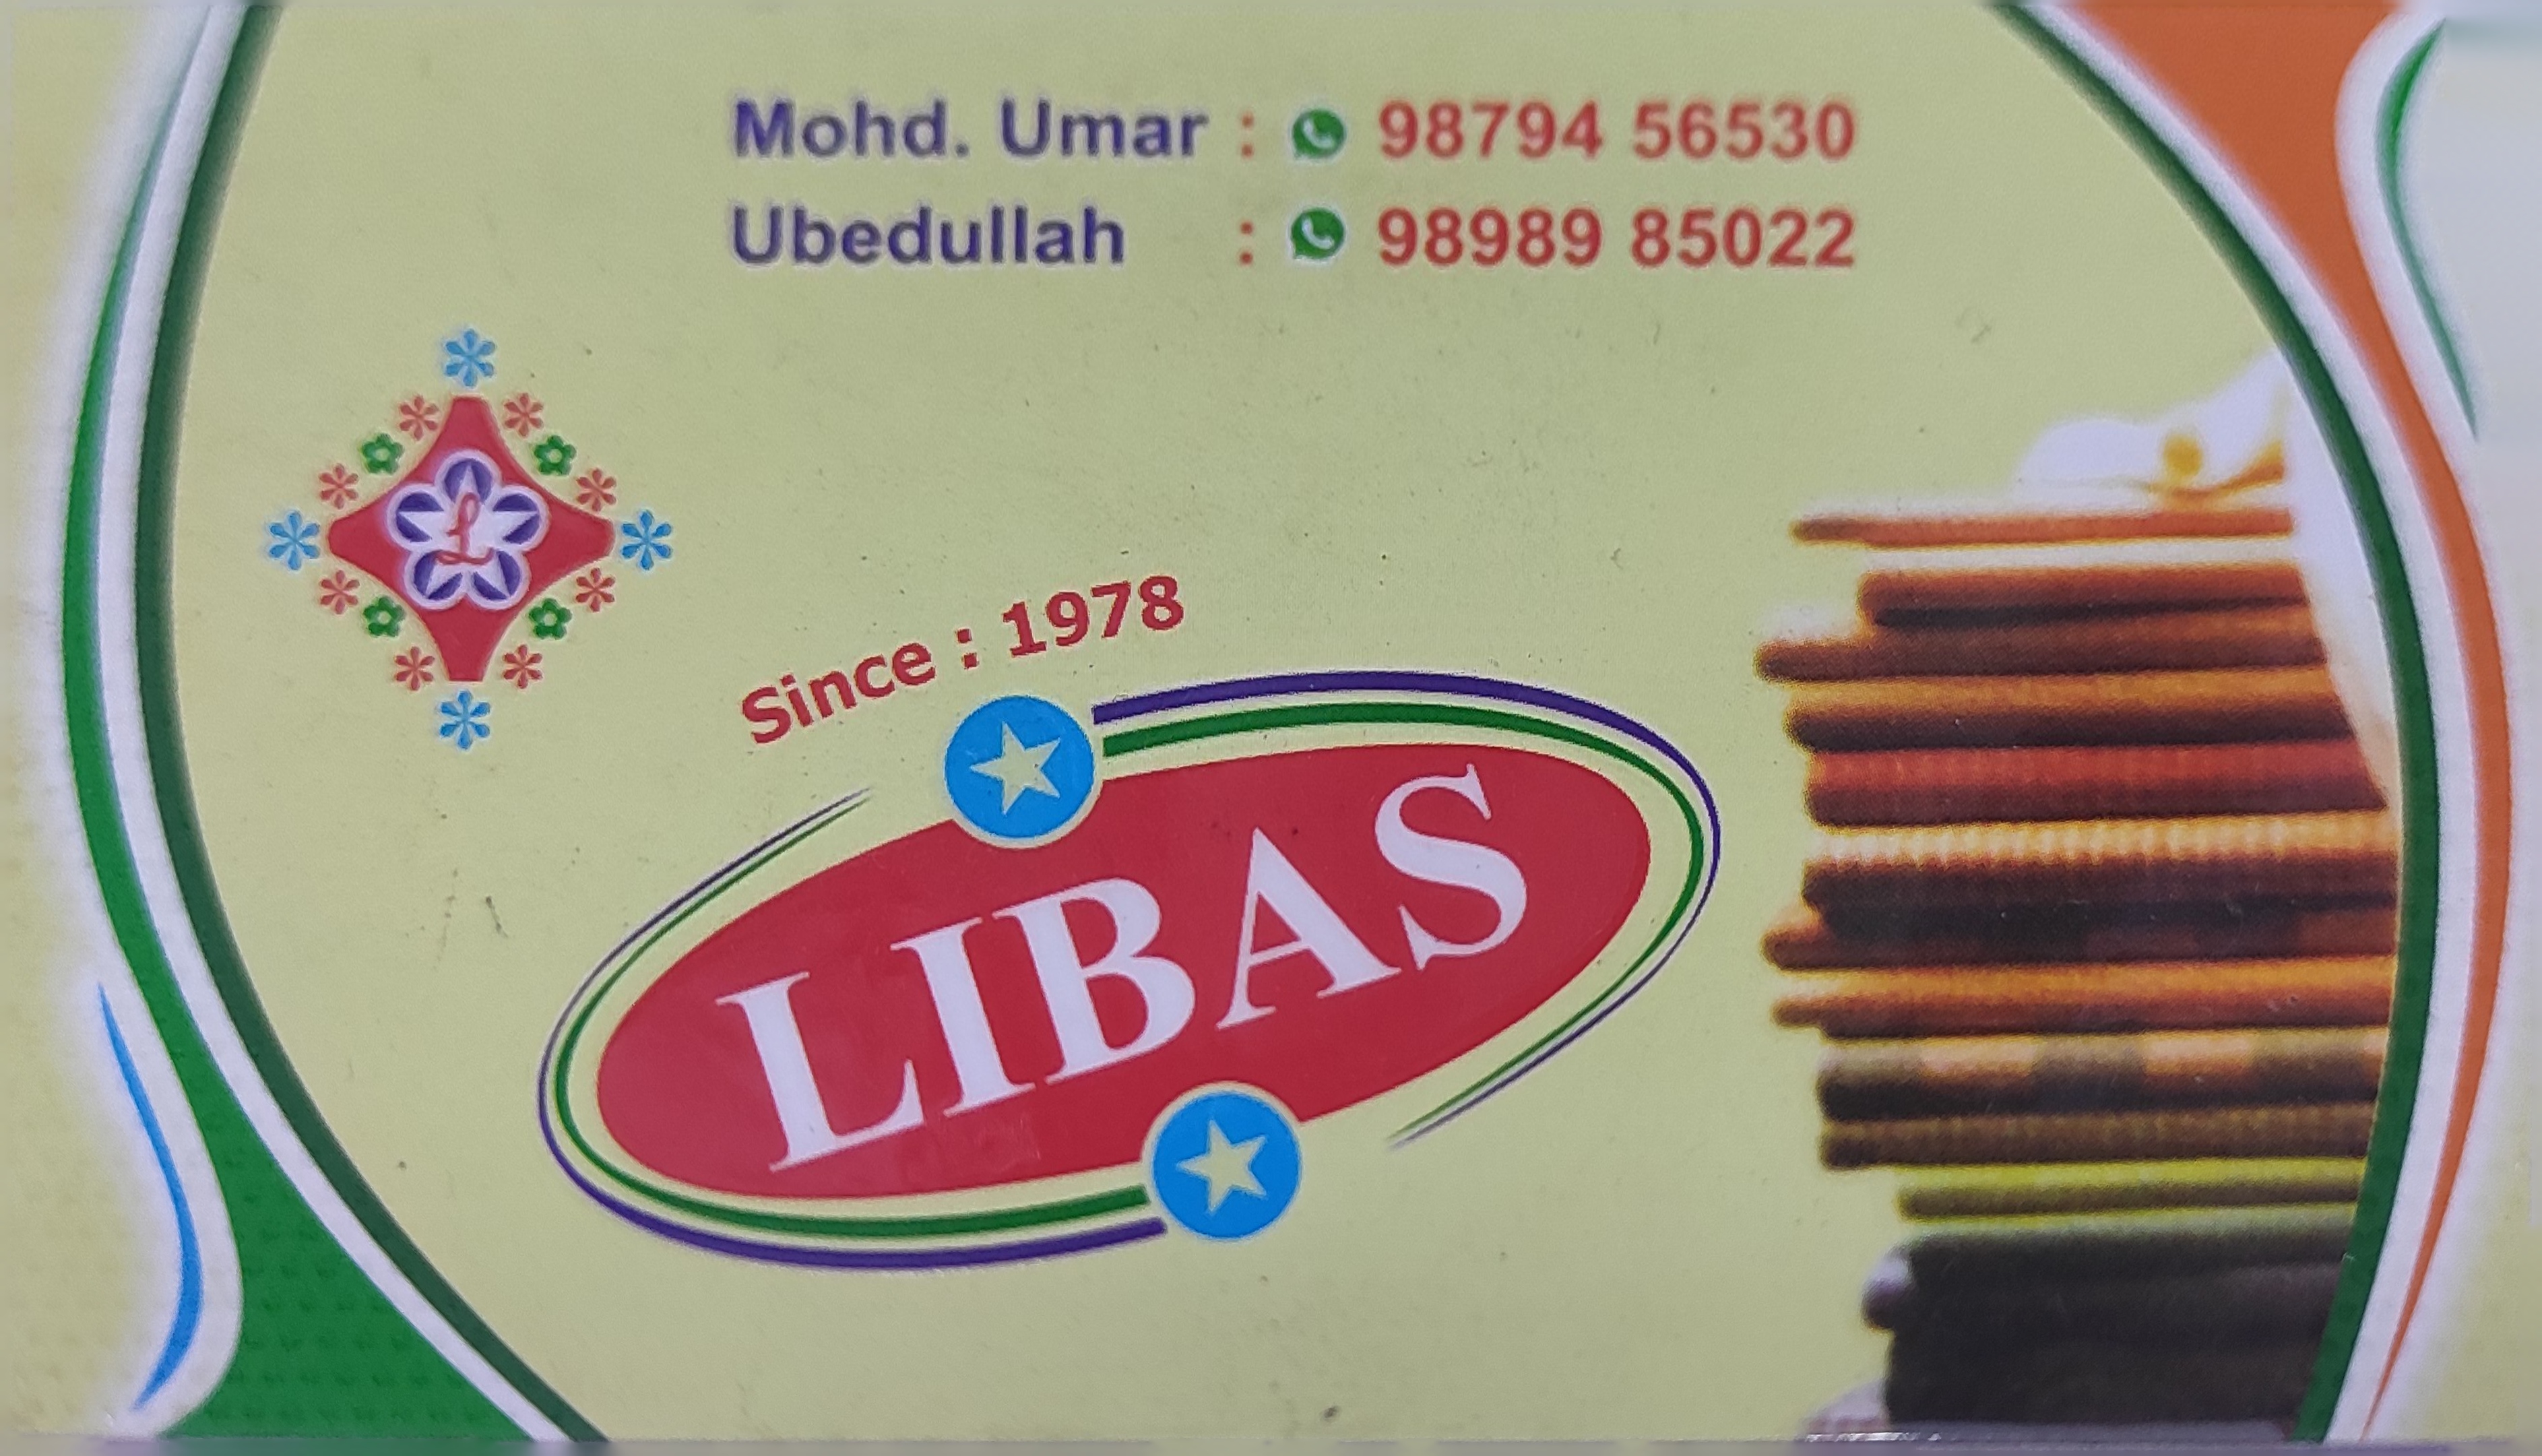 Mohd. Umar : 98794 56530
Ubedullah : 98989 85022
L
Since : 1978
LIBAS